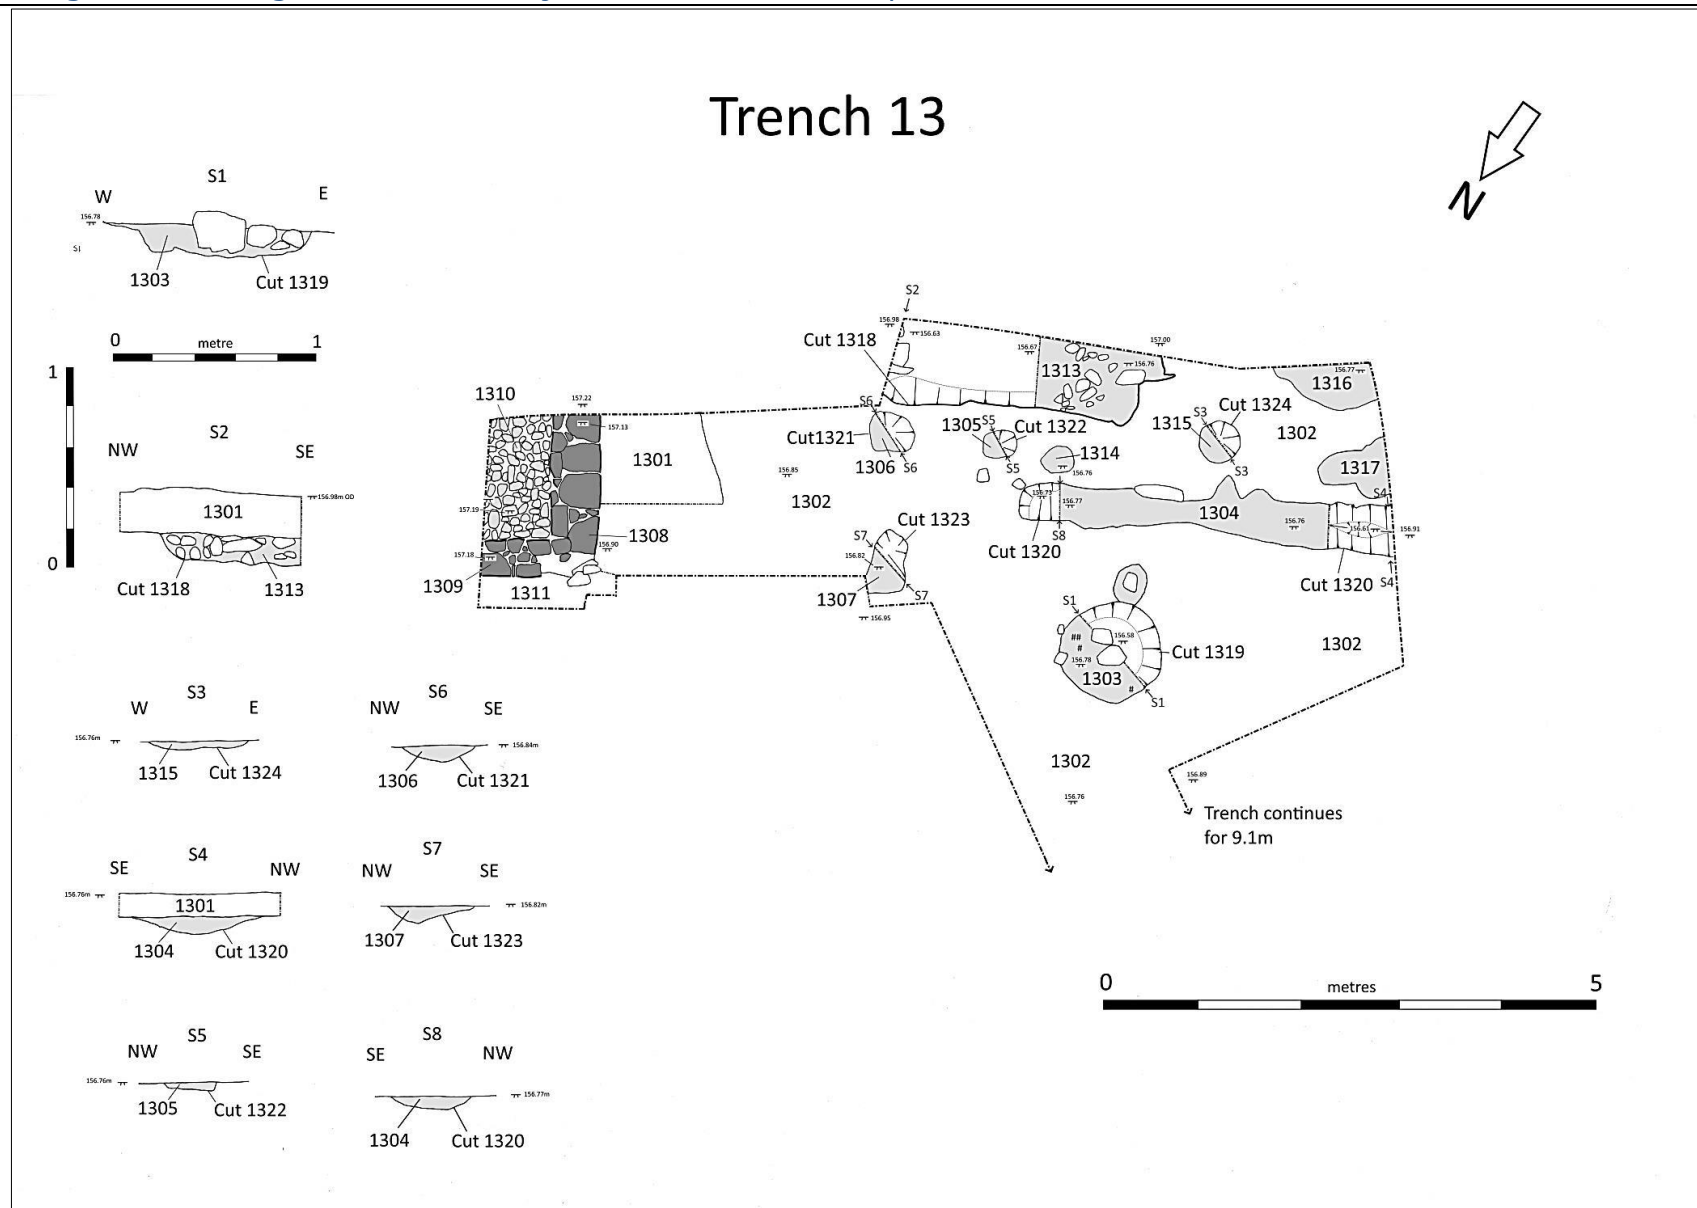 Trench 13
N
S1
W
E
156.78
S1
1303
Cut 1319
0
metre
1
1
0
S2
NW
SE
1301
156.98m OD
Cut 1318
1313
S3
W
E
156.76m
1315
Cut 1324
S6
NW
SE
156.84m
1306
Cut 1321
S4
SE
NW
156.76m
1301
1304
Cut 1320
S7
NW
SE
156.82m
1307
Cut 1323
S5
NW
SE
156.76m
1305
Cut 1322
S8
SE
NW
156.77m
1304
Cut 1320
S2
156.98
156.63
Cut 1318
156.67
157.00
1313
156.76
156.77
1316
1310
157.22
157.13
S6
Cut1321
1306
S6
1305
S5
Cut 1322
S5
1314
156.76
1315
S3
Cut 1324
S3
1302
1301
156.85
1302
1317
S4
157.19
1308
156.90
157.18
1309
1311
156.73
156.77
S8
Cut 1320
1304
156.76
156.61
156.91
Cut 1320
S4
Cut 1323
S7
156.82
1307
S7
156.95
S1
##
#
156.58
156.78
1303
#
Cut 1319
S1
1302
1302
156.76
156.89
Trench continues
for 9.1m
0
metres
5